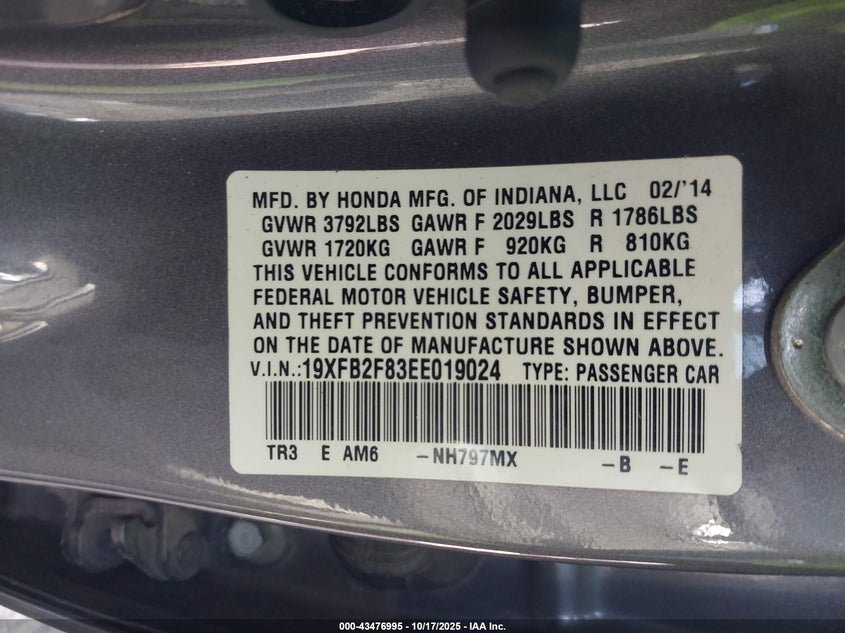 MFD. BY HONDA MFG. OF INDIANA, LLC 02/'14
GVWR 3792LBS GAWR F 2029LBS R 1786LBS
GVWR 1720KG GAWR F 920KG R 810KG
THIS VEHICLE CONFORMS TO ALL APPLICABLE
FEDERAL MOTOR VEHICLE SAFETY, BUMPER,
AND THEFT PREVENTION STANDARDS IN EFFECT
ON THE DATE OF MANUFACTURE SHOWN ABOVE.
V.I.N.:19XFB2F83EE019024 TYPE: PASSENGER CAR
TR3 E AM6 -NH797MX -B -E
000-43476995 - 10/17/2025 - IAA Inc.